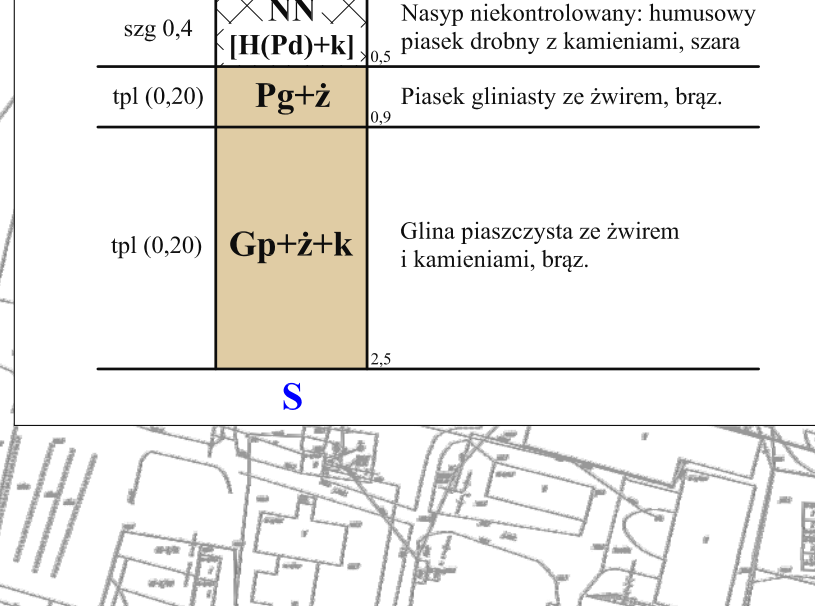 szg 0,4
NN
[H(Pd)+k]
0,5
Nasyp niekontrolowany: humusowy
piasek drobny z kamieniami, szara
tpl (0,20)
Pg+ż
0,9
Piasek gliniasty ze żwirem, brąz.
tpl (0,20)
Gp+ż+k
2,5
Glina piaszczysta ze żwirem
i kamieniami, brąz.
S